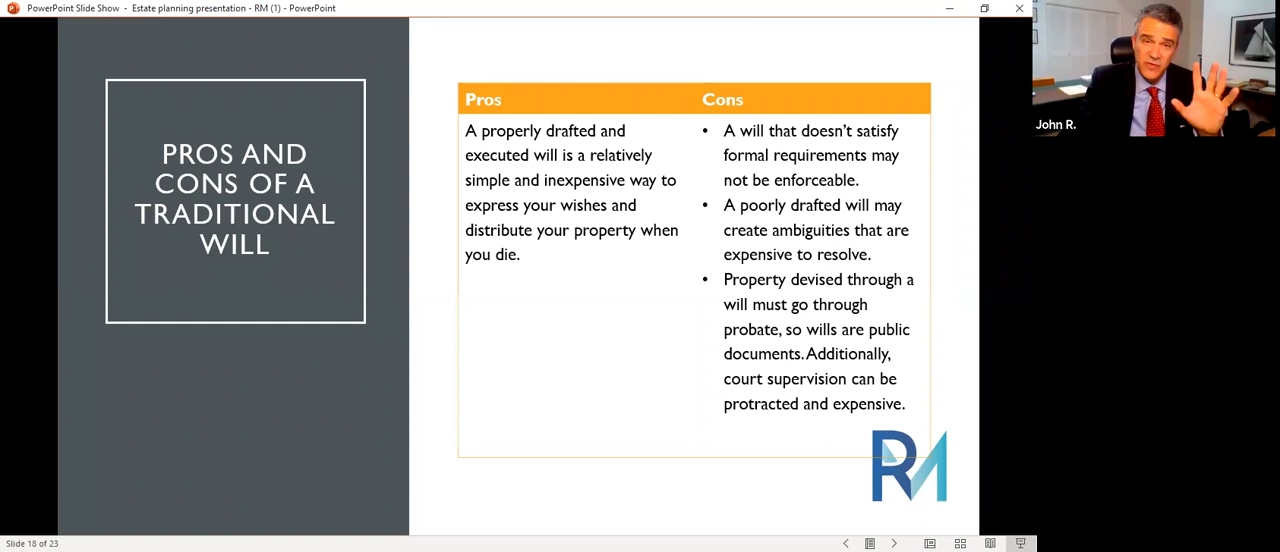 PowerPoint Slide Show - Estate planning presentation - RM (1) - PowerPoint
PROS AND
CONS OF A
TRADITIONAL
WILL
Pros
A properly drafted and
executed will is a relatively
simple and inexpensive way to
express your wishes and
distribute your property when
you die.
Cons
• A will that doesn't satisfy
formal requirements may
not be enforceable.
• A poorly drafted will may
create ambiguities that are
expensive to resolve.
• Property devised through a
will must go through
probate, so wills are public
documents. Additionally,
court supervision can be
protracted and expensive.
RM
John R.
Slide 18 of 23